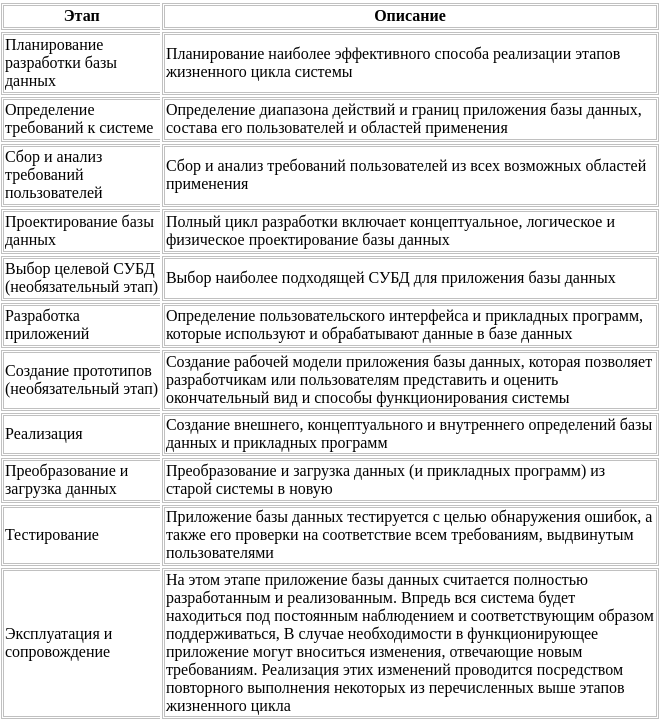 Этап
Описание
Планирование
разработки базы
данных
Планирование наиболее эффективного способа реализации этапов
жизненного цикла системы
Определение
требований к системе
Определение диапазона действий и границ приложения базы данных,
состава его пользователей и областей применения
Сбор и анализ
требований
пользователей
Сбор и анализ требований пользователей из всех возможных областей
применения
Проектирование базы
данных
Полный цикл разработки включает концептуальное, логическое и
физическое проектирование базы данных
Выбор целевой СУБД
(необязательный этап)
Выбор наиболее подходящей СУБД для приложения базы данных
Разработка
приложений
Определение пользовательского интерфейса и прикладных программ,
которые используют и обрабатывают данные в базе данных
Создание прототипов
(необязательный этап)
Создание рабочей модели приложения базы данных, которая позволяет
разработчикам или пользователям представить и оценить
окончательный вид и способы функционирования системы
Реализация
Создание внешнего, концептуального и внутреннего определений базы
данных и прикладных программ
Преобразование и
загрузка данных
Преобразование и загрузка данных (и прикладных программ) из
старой системы в новую
Тестирование
Приложение базы данных тестируется с целью обнаружения ошибок, а
также его проверки на соответствие всем требованиям, выдвинутым
пользователями
Эксплуатация и
сопровождение
На этом этапе приложение базы данных считается полностью
разработанным и реализованным. Впредь вся система будет
находиться под постоянным наблюдением и соответствующим образом
поддерживаться, В случае необходимости в функционирующее
приложение могут вноситься изменения, отвечающие новым
требованиям. Реализация этих изменений проводится посредством
повторного выполнения некоторых из перечисленных выше этапов
жизненного цикла